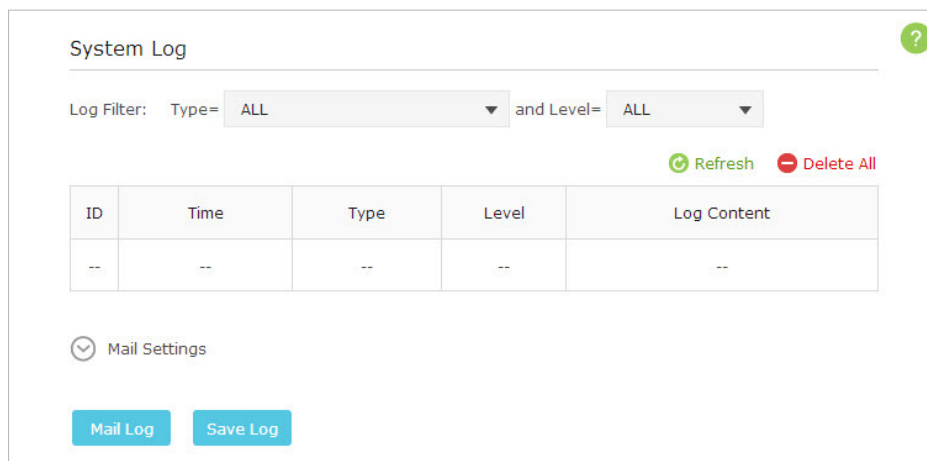 System Log
?
Log Filter: Type= ALL and Level= ALL
Refresh Delete All
ID Time Type Level Log Content
-- -- -- -- --
Mail Settings
Mail Log Save Log